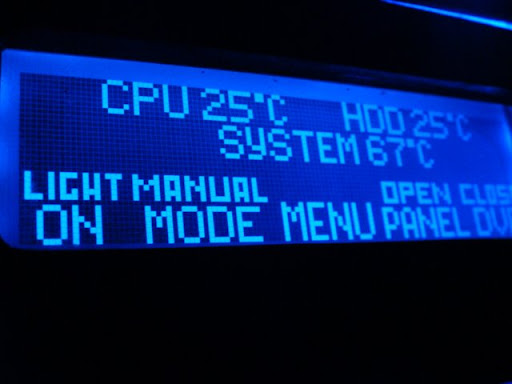 CPU 25°C HDD 25°C
SYSTEM 67°C
LIGHT MANUAL OPEN
ON MODE MENU PANEL